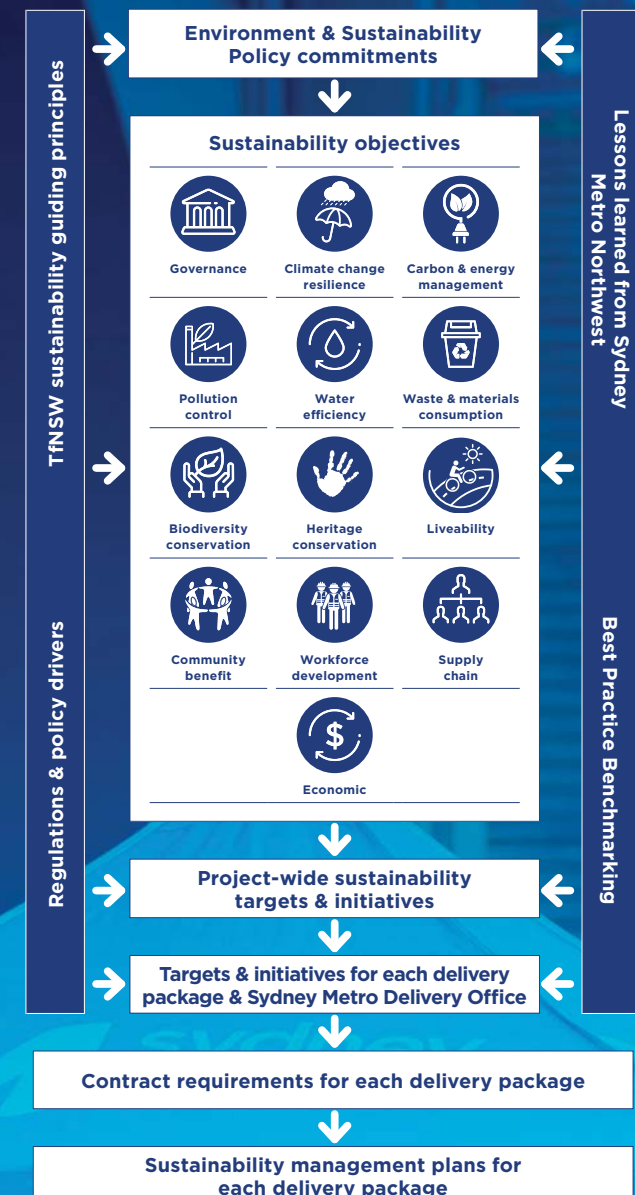 Environment & Sustainability
Policy commitments
TfNSW sustainability guiding principles
Regulations & policy drivers
Lessons learned from Sydney
Metro Northwest
Best Practice Benchmarking
Sustainability objectives
Governance
Climate change
resilience
Carbon & energy
management
Pollution
control
Water
efficiency
Waste & materials
consumption
Biodiversity
conservation
Heritage
conservation
Liveability
Community
benefit
Workforce
development
Supply
chain
$
Economic
Project-wide sustainability
targets & initiatives
Targets & initiatives for each delivery
package & Sydney Metro Delivery Office
sydney
Contract requirements for each delivery package
Sustainability management plans for
each delivery package